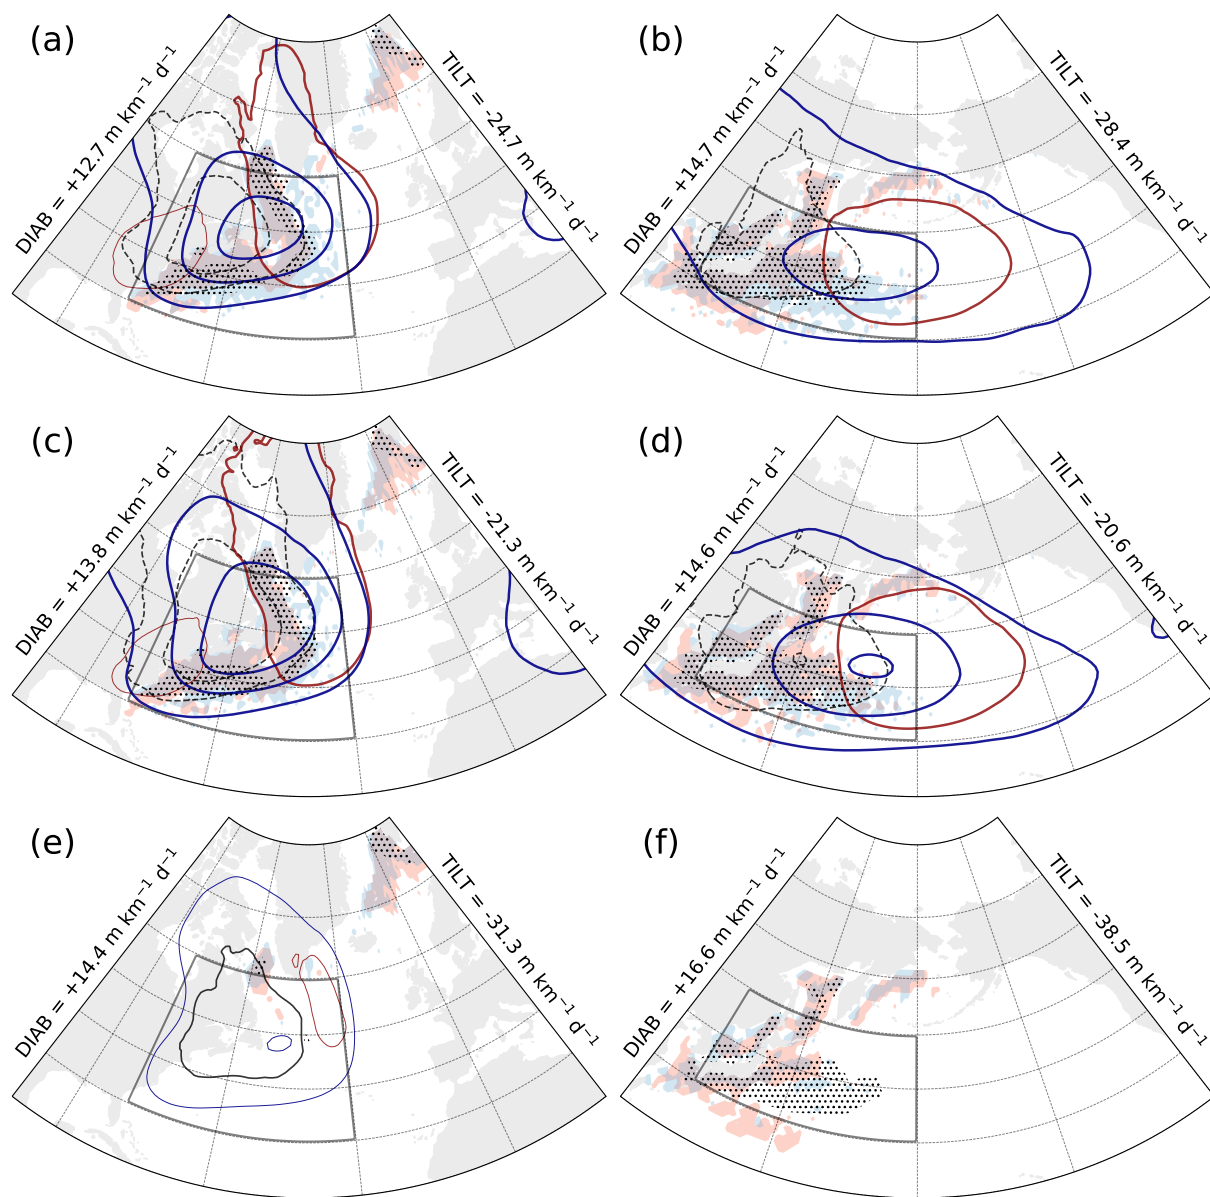 (a)
DIAB = +12.7 m km⁻¹ d⁻¹
TILT = -24.7 m km⁻¹ d⁻¹
(b)
DIAB = +14.7 m km⁻¹ d⁻¹
TILT = -28.4 m km⁻¹ d⁻¹
(c)
DIAB = +13.8 m km⁻¹ d⁻¹
TILT = -21.3 m km⁻¹ d⁻¹
(d)
DIAB = +14.6 m km⁻¹ d⁻¹
TILT = -20.6 m km⁻¹ d⁻¹
(e)
DIAB = +14.4 m km⁻¹ d⁻¹
TILT = -31.3 m km⁻¹ d⁻¹
(f)
DIAB = +16.6 m km⁻¹ d⁻¹
TILT = -38.5 m km⁻¹ d⁻¹